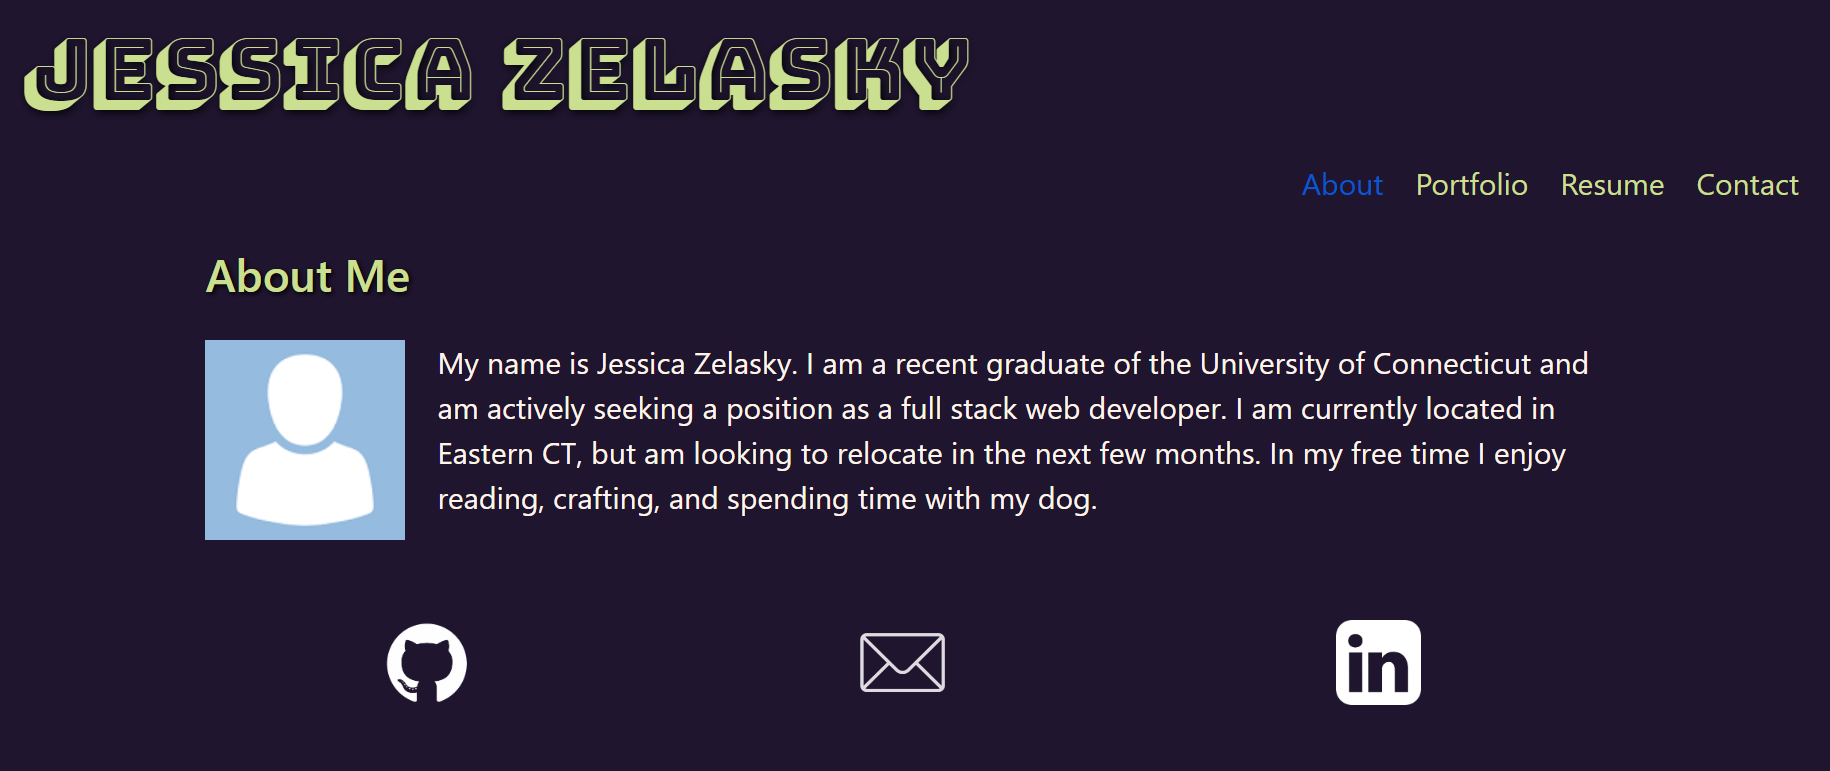 JESSICA ZELASKY
About Portfolio Resume Contact
About Me
My name is Jessica Zelasky. I am a recent graduate of the University of Connecticut and
am actively seeking a position as a full stack web developer. I am currently located in
Eastern CT, but am looking to relocate in the next few months. In my free time I enjoy
reading, crafting, and spending time with my dog.
in